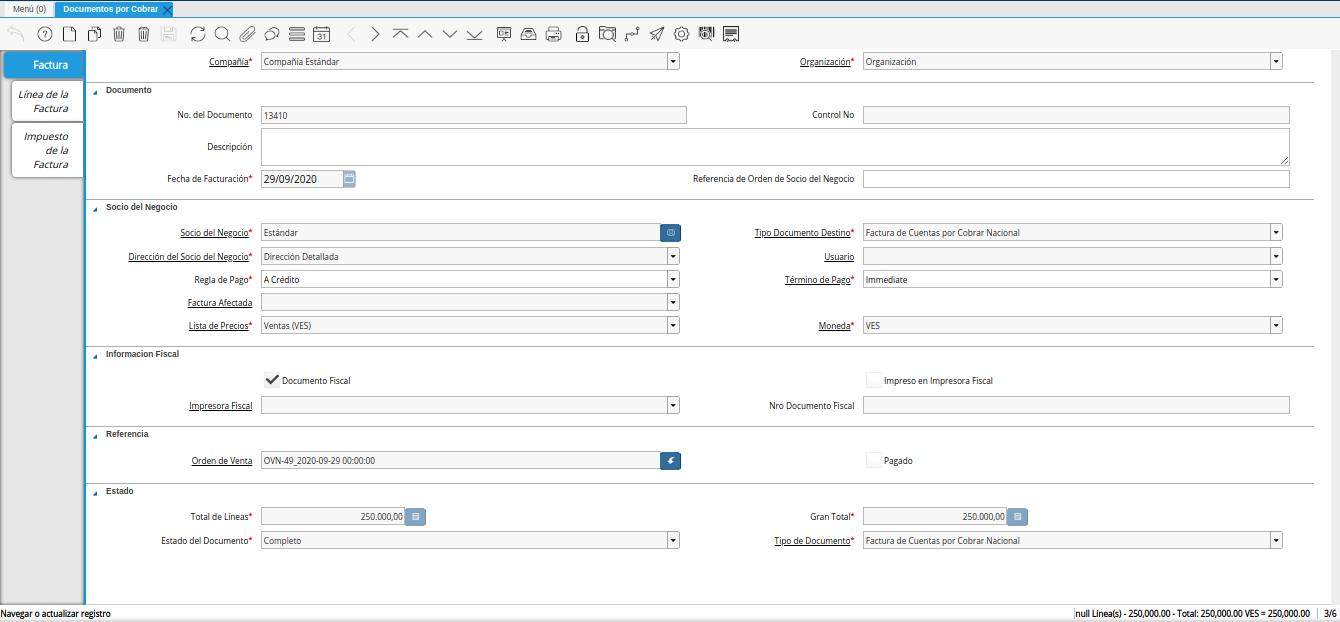 Menú (0) Documentos por Cobrar
31
Factura
Línea de la
Factura
Impuesto
de la
Factura
Compañía* Compañía Estándar Organización* Organización
Documento
No. del Documento 13410 Control No
Descripción
Fecha de Facturación* 29/09/2020 Referencia de Orden de Socio del Negocio
Socio del Negocio
Socio del Negocio* Estándar Tipo Documento Destino* Factura de Cuentas por Cobrar Nacional
Dirección del Socio del Negocio* Dirección Detallada Usuario
Regla de Pago* A Crédito Término de Pago* Immediate
Factura Afectada
Lista de Precios* Ventas (VES) Moneda* VES
Informacion Fiscal
Documento Fiscal Impreso en Impresora Fiscal
Impresora Fiscal Nro Documento Fiscal
Referencia
Orden de Venta OVN-49_2020-09-29 00:00:00 Pagado
Estado
Total de Líneas* 250.000,00 Gran Total* 250.000,00
Estado del Documento* Completo Tipo de Documento* Factura de Cuentas por Cobrar Nacional
Navegar o actualizar registro null Línea(s) - 250,000.00 - Total: 250,000.00 VES = 250,000.00 3/6